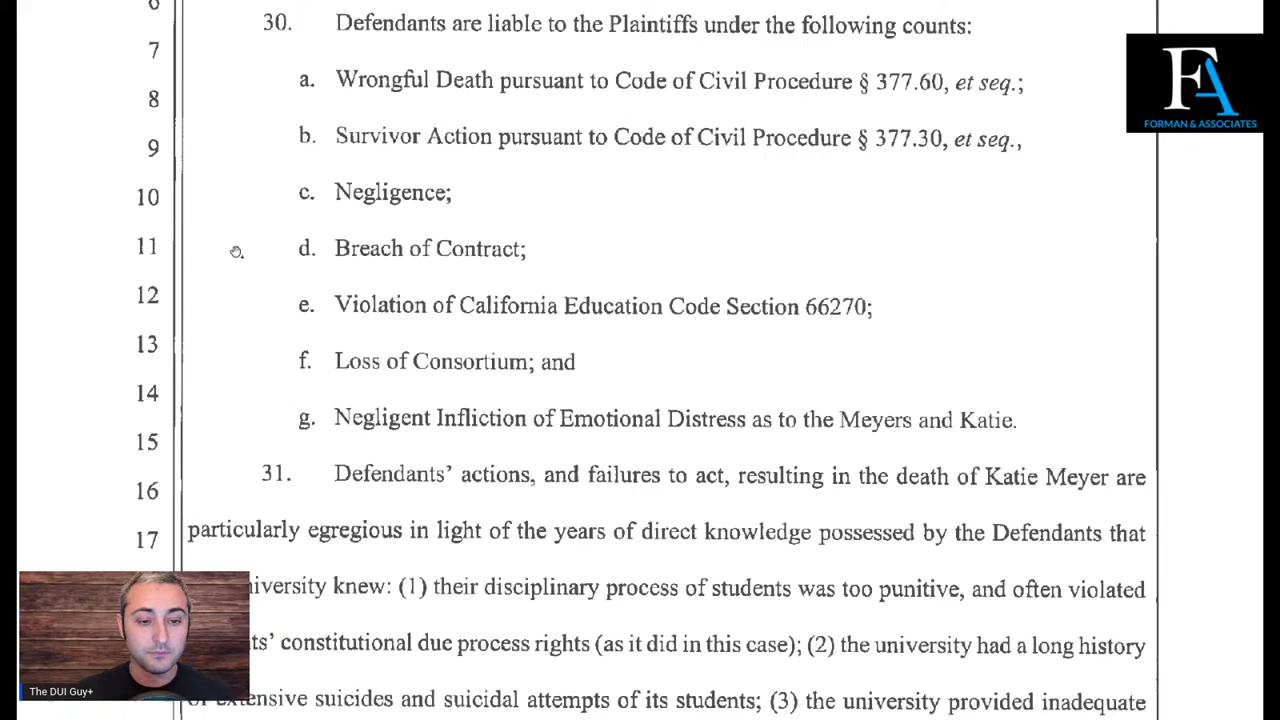 6
30. Defendants are liable to the Plaintiffs under the following counts:
7
a. Wrongful Death pursuant to Code of Civil Procedure § 377.60, et seq.;
8
b. Survivor Action pursuant to Code of Civil Procedure § 377.30, et seq.,
9
c. Negligence;
10
d. Breach of Contract;
11
e. Violation of California Education Code Section 66270;
12
f. Loss of Consortium; and
13
14
g. Negligent Infliction of Emotional Distress as to the Meyers and Katie.
15
31. Defendants’ actions, and failures to act, resulting in the death of Katie Meyer are
16
particularly egregious in light of the years of direct knowledge possessed by the Defendants that
17
iversity knew: (1) their disciplinary process of students was too punitive, and often violated
ts’ constitutional due process rights (as it did in this case); (2) the university had a long history
extensive suicides and suicidal attempts of its students; (3) the university provided inadequate
FA
FORMAN & ASSOCIATES
The DUI Guy+